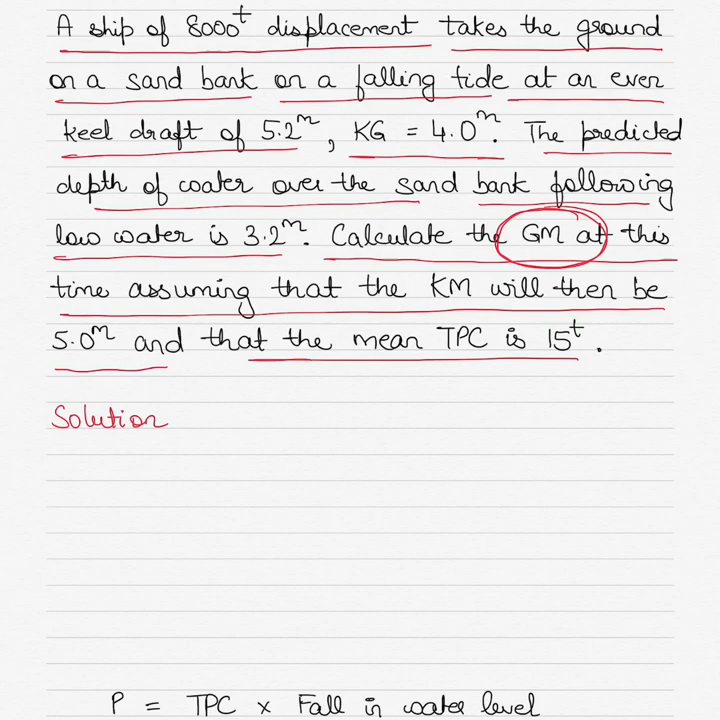 A ship of 8000ᵗ displacement takes the ground
on a sand bank on a falling tide at an even
keel draft of 5.2ᵐ, KG = 4.0ᵐ. The predicted
depth of water over the sand bank following
low water is 3.2ᵐ. Calculate the GM at this
time assuming that the KM will then be
5.0ᵐ and that the mean TPC is 15ᵗ.
Solution
P = TPC × Fall in water level